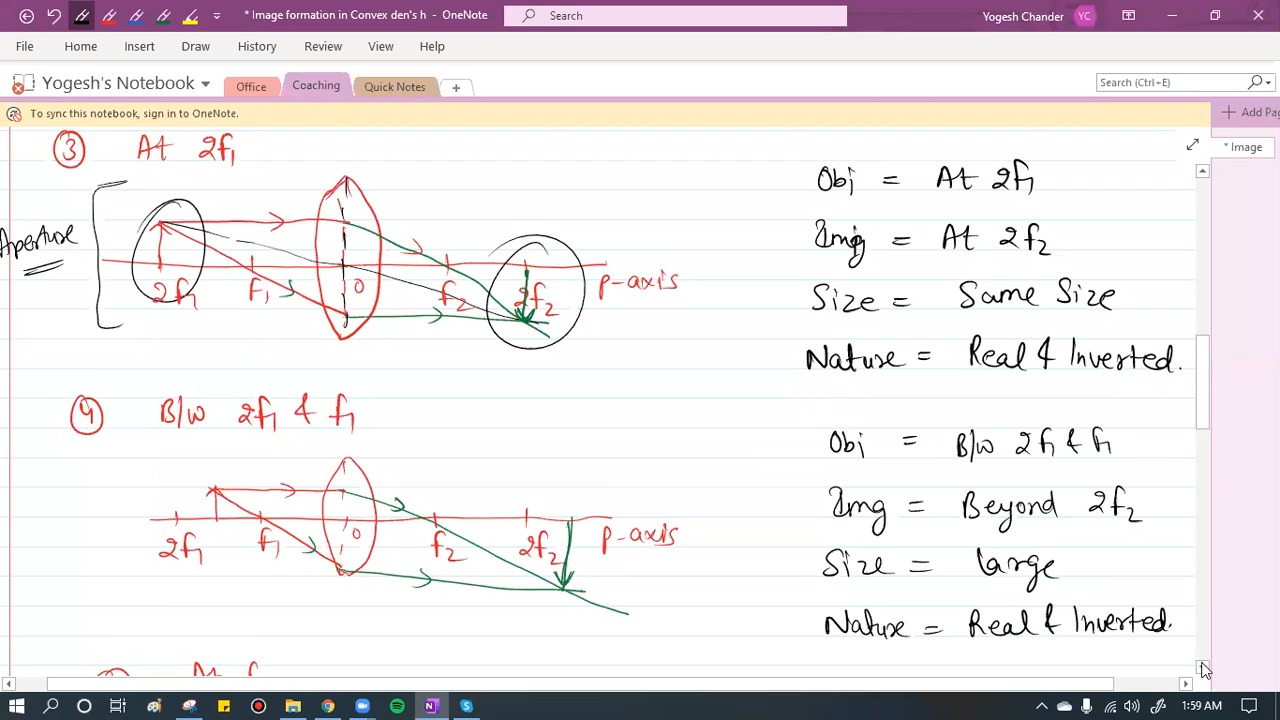 * Image formation in Convex den's h - OneNote
Search
Yogesh Chander
YC
File Home Insert Draw History Review View Help
Yogesh's Notebook
Office
Coaching
Quick Notes
Search (Ctrl+E)
To sync this notebook, sign in to OneNote.
Add Pag
* Image
③ At 2f₁
Aperture
2f₁ F₁ O F₂ 2f₂ P-axis
Obj = At 2f₁
Img = At 2f₂
Size = Same Size
Nature = Real & Inverted.
④ B/w 2f₁ & f₁
2f₁ F₁ O F₂ 2f₂ P-axis
Obj = B/w 2f₁ & f₁
Img = Beyond 2f₂
Size = large
Nature = Real & Inverted.
At f
1:59 AM